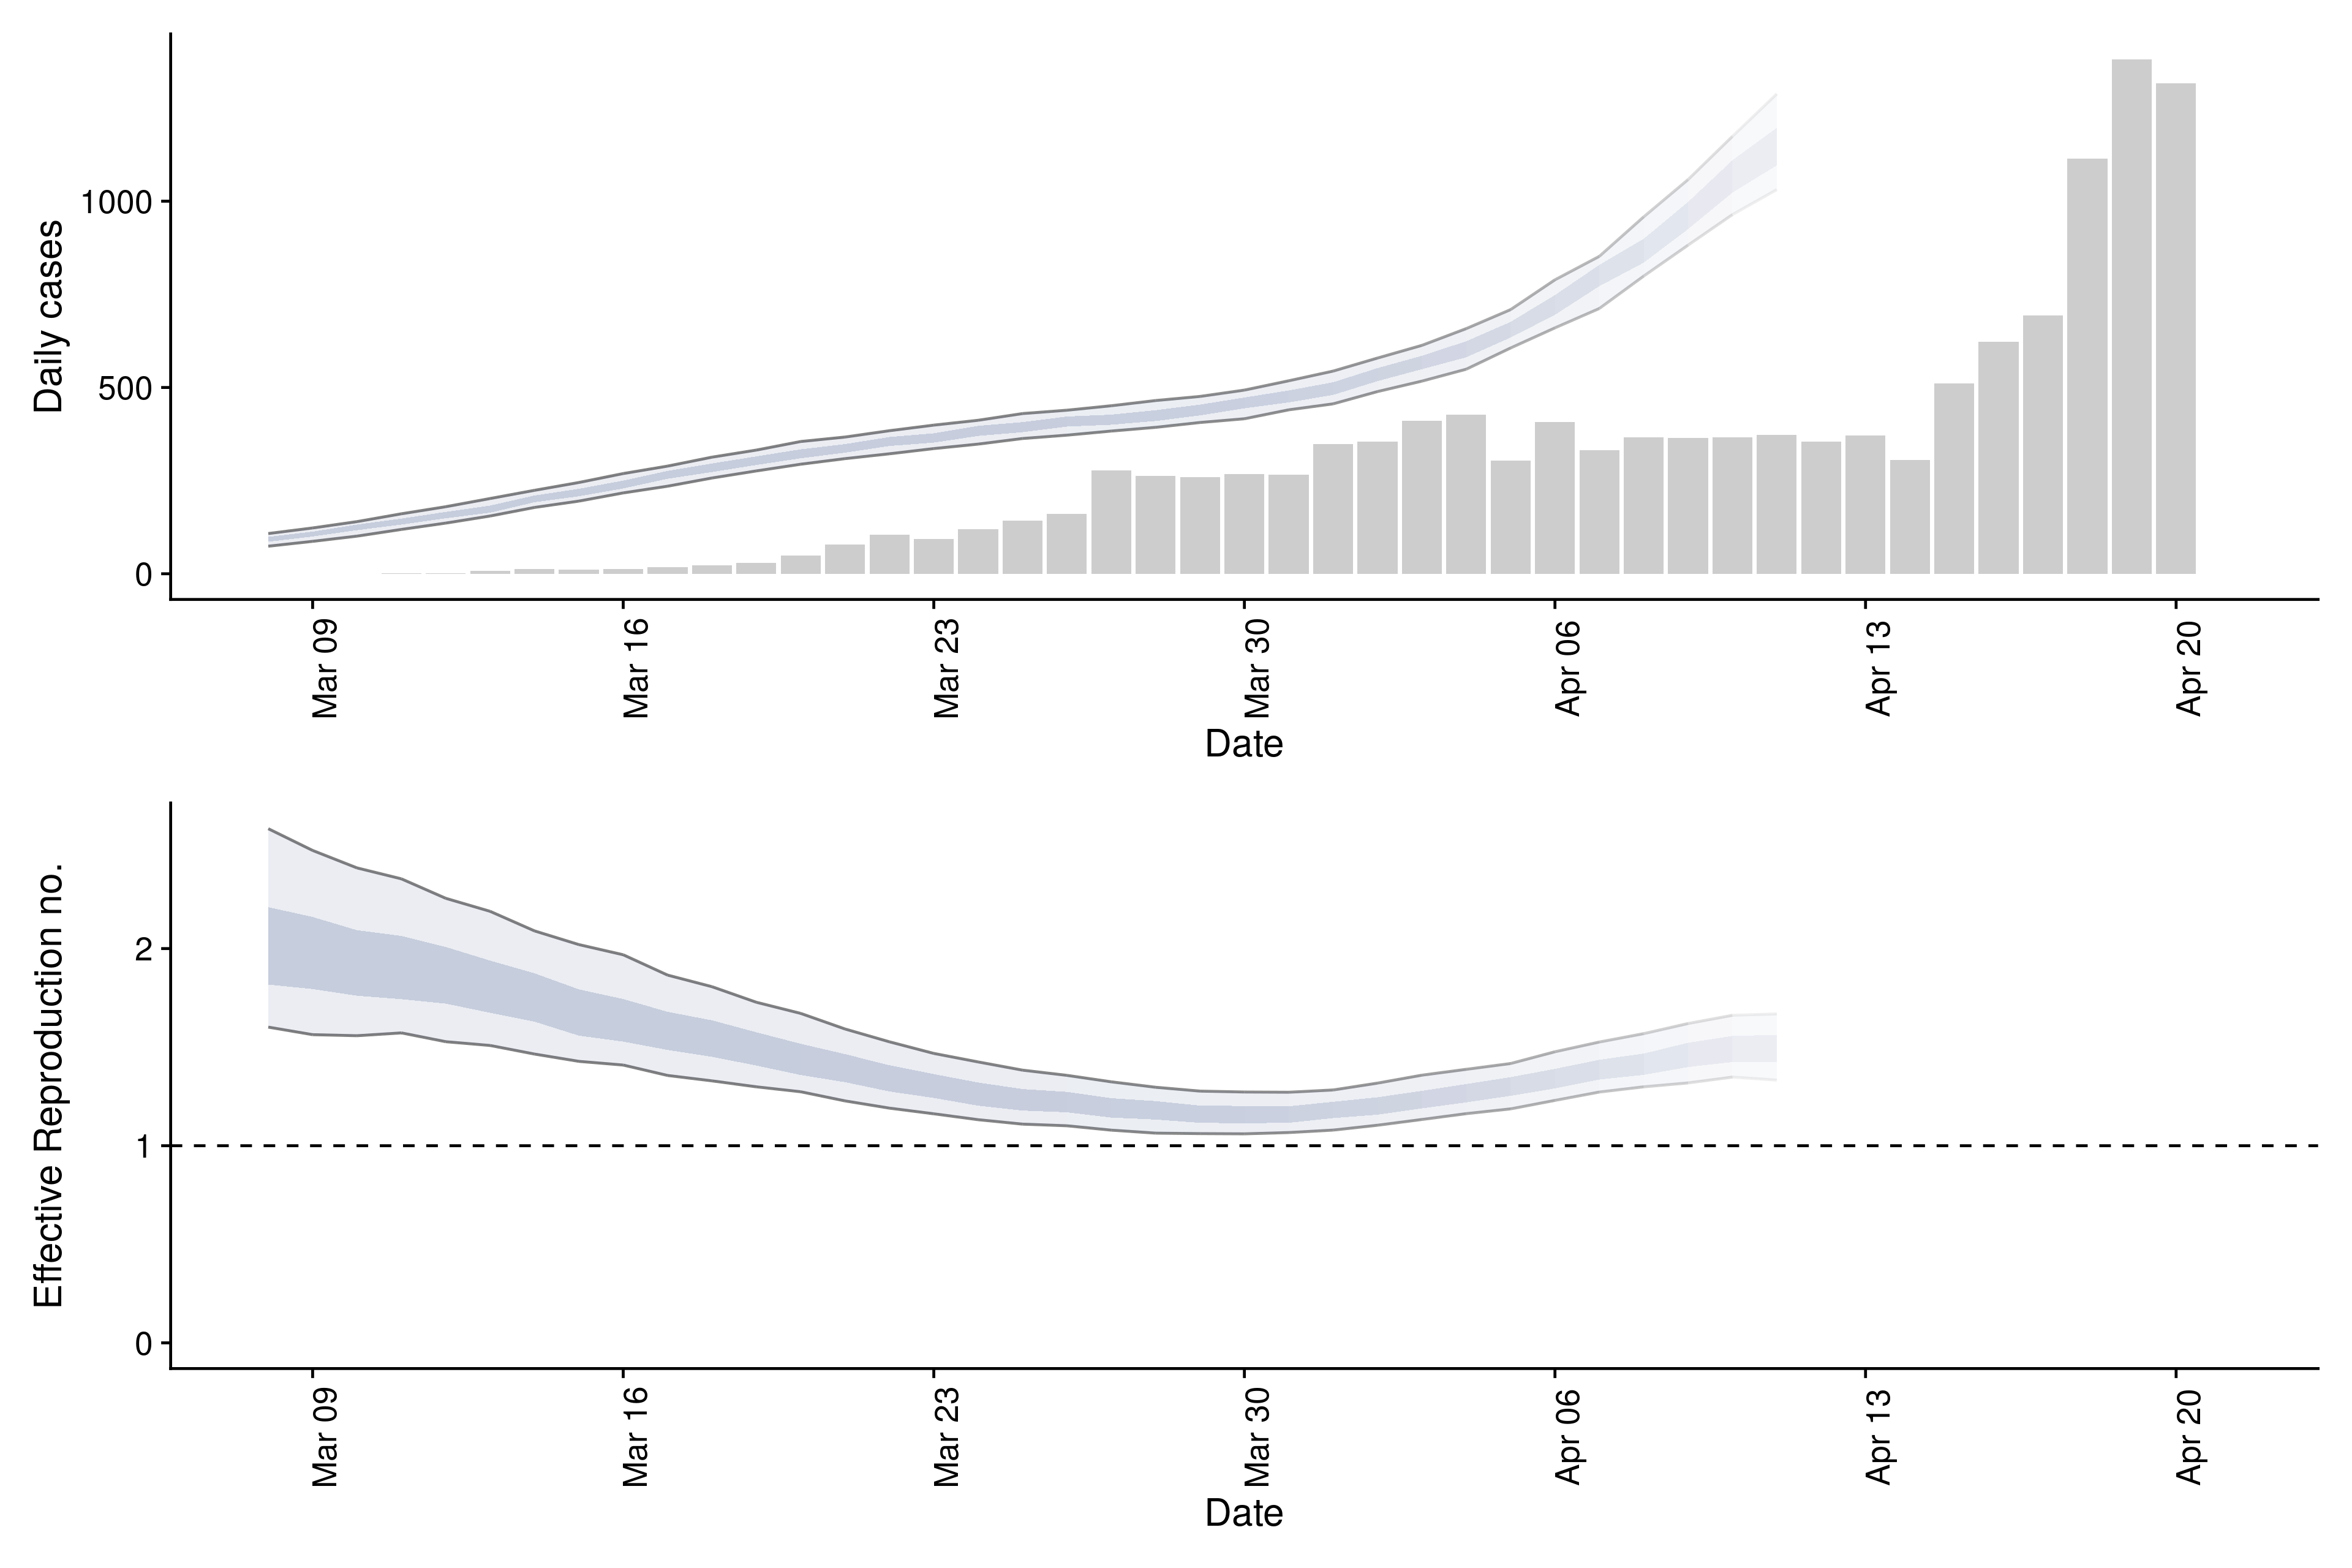 Daily cases
1000
500
0
Mar 09
Mar 16
Mar 23
Mar 30
Apr 06
Apr 13
Apr 20
Date
Effective Reproduction no.
2
1
0
Mar 09
Mar 16
Mar 23
Mar 30
Apr 06
Apr 13
Apr 20
Date